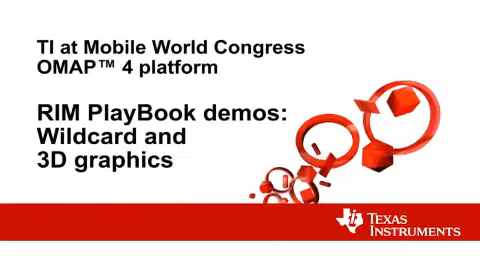 TI at Mobile World Congress
OMAP™ 4 platform
RIM PlayBook demos:
Wildcard and
3D graphics
TEXAS
INSTRUMENTS